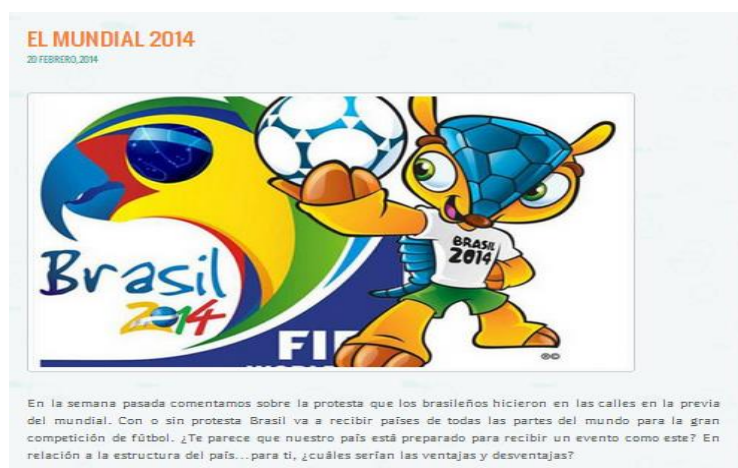 EL MUNDIAL 2014
20 FEBRERO, 2014
Brasil
2014
FI
BRASIL
2014
©©
En la semana pasada comentamos sobre la protesta que los brasileños hicieron en las calles en la previa
del mundial. Con o sin protesta Brasil va a recibir países de todas las partes del mundo para la gran
competición de fútbol. ¿Te parece que nuestro país está preparado para recibir un evento como este? En
relación a la estructura del país...para ti, ¿cuáles serían las ventajas y desventajas?